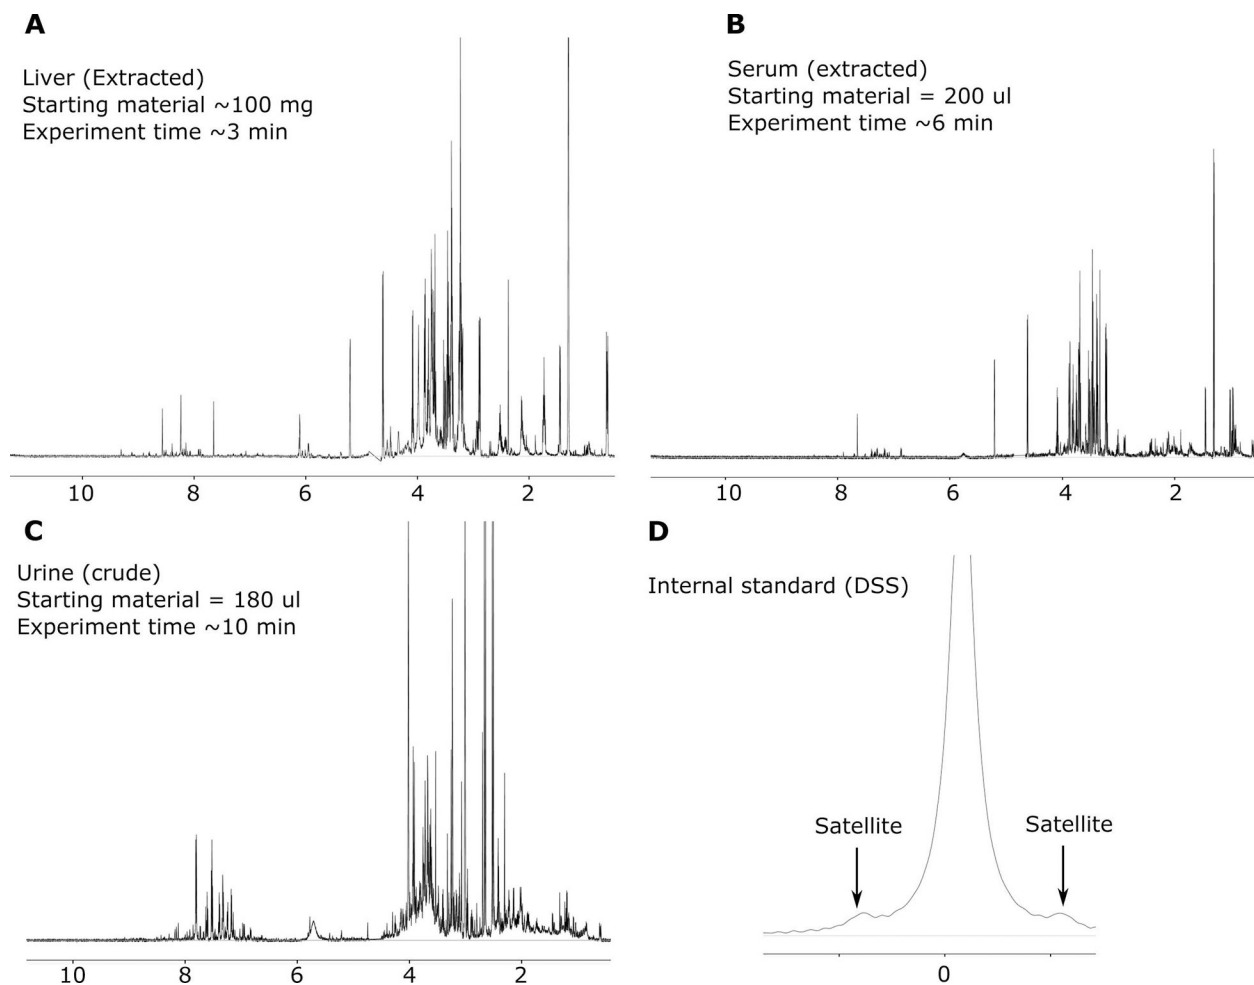 A
Liver (Extracted)
Starting material ~100 mg
Experiment time ~3 min
10 8 6 4 2
B
Serum (extracted)
Starting material = 200 ul
Experiment time ~6 min
10 8 6 4 2
C
Urine (crude)
Starting material = 180 ul
Experiment time ~10 min
10 8 6 4 2
D
Internal standard (DSS)
Satellite
Satellite
0